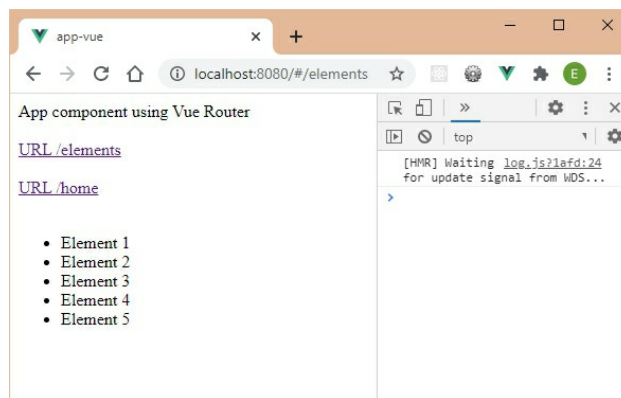 app-vue
localhost:8080/#/elements
E
App component using Vue Router
URL /elements
URL /home
• Element 1
• Element 2
• Element 3
• Element 4
• Element 5
top
[HMR] Waiting log.js?1afd:24
for update signal from WDS...